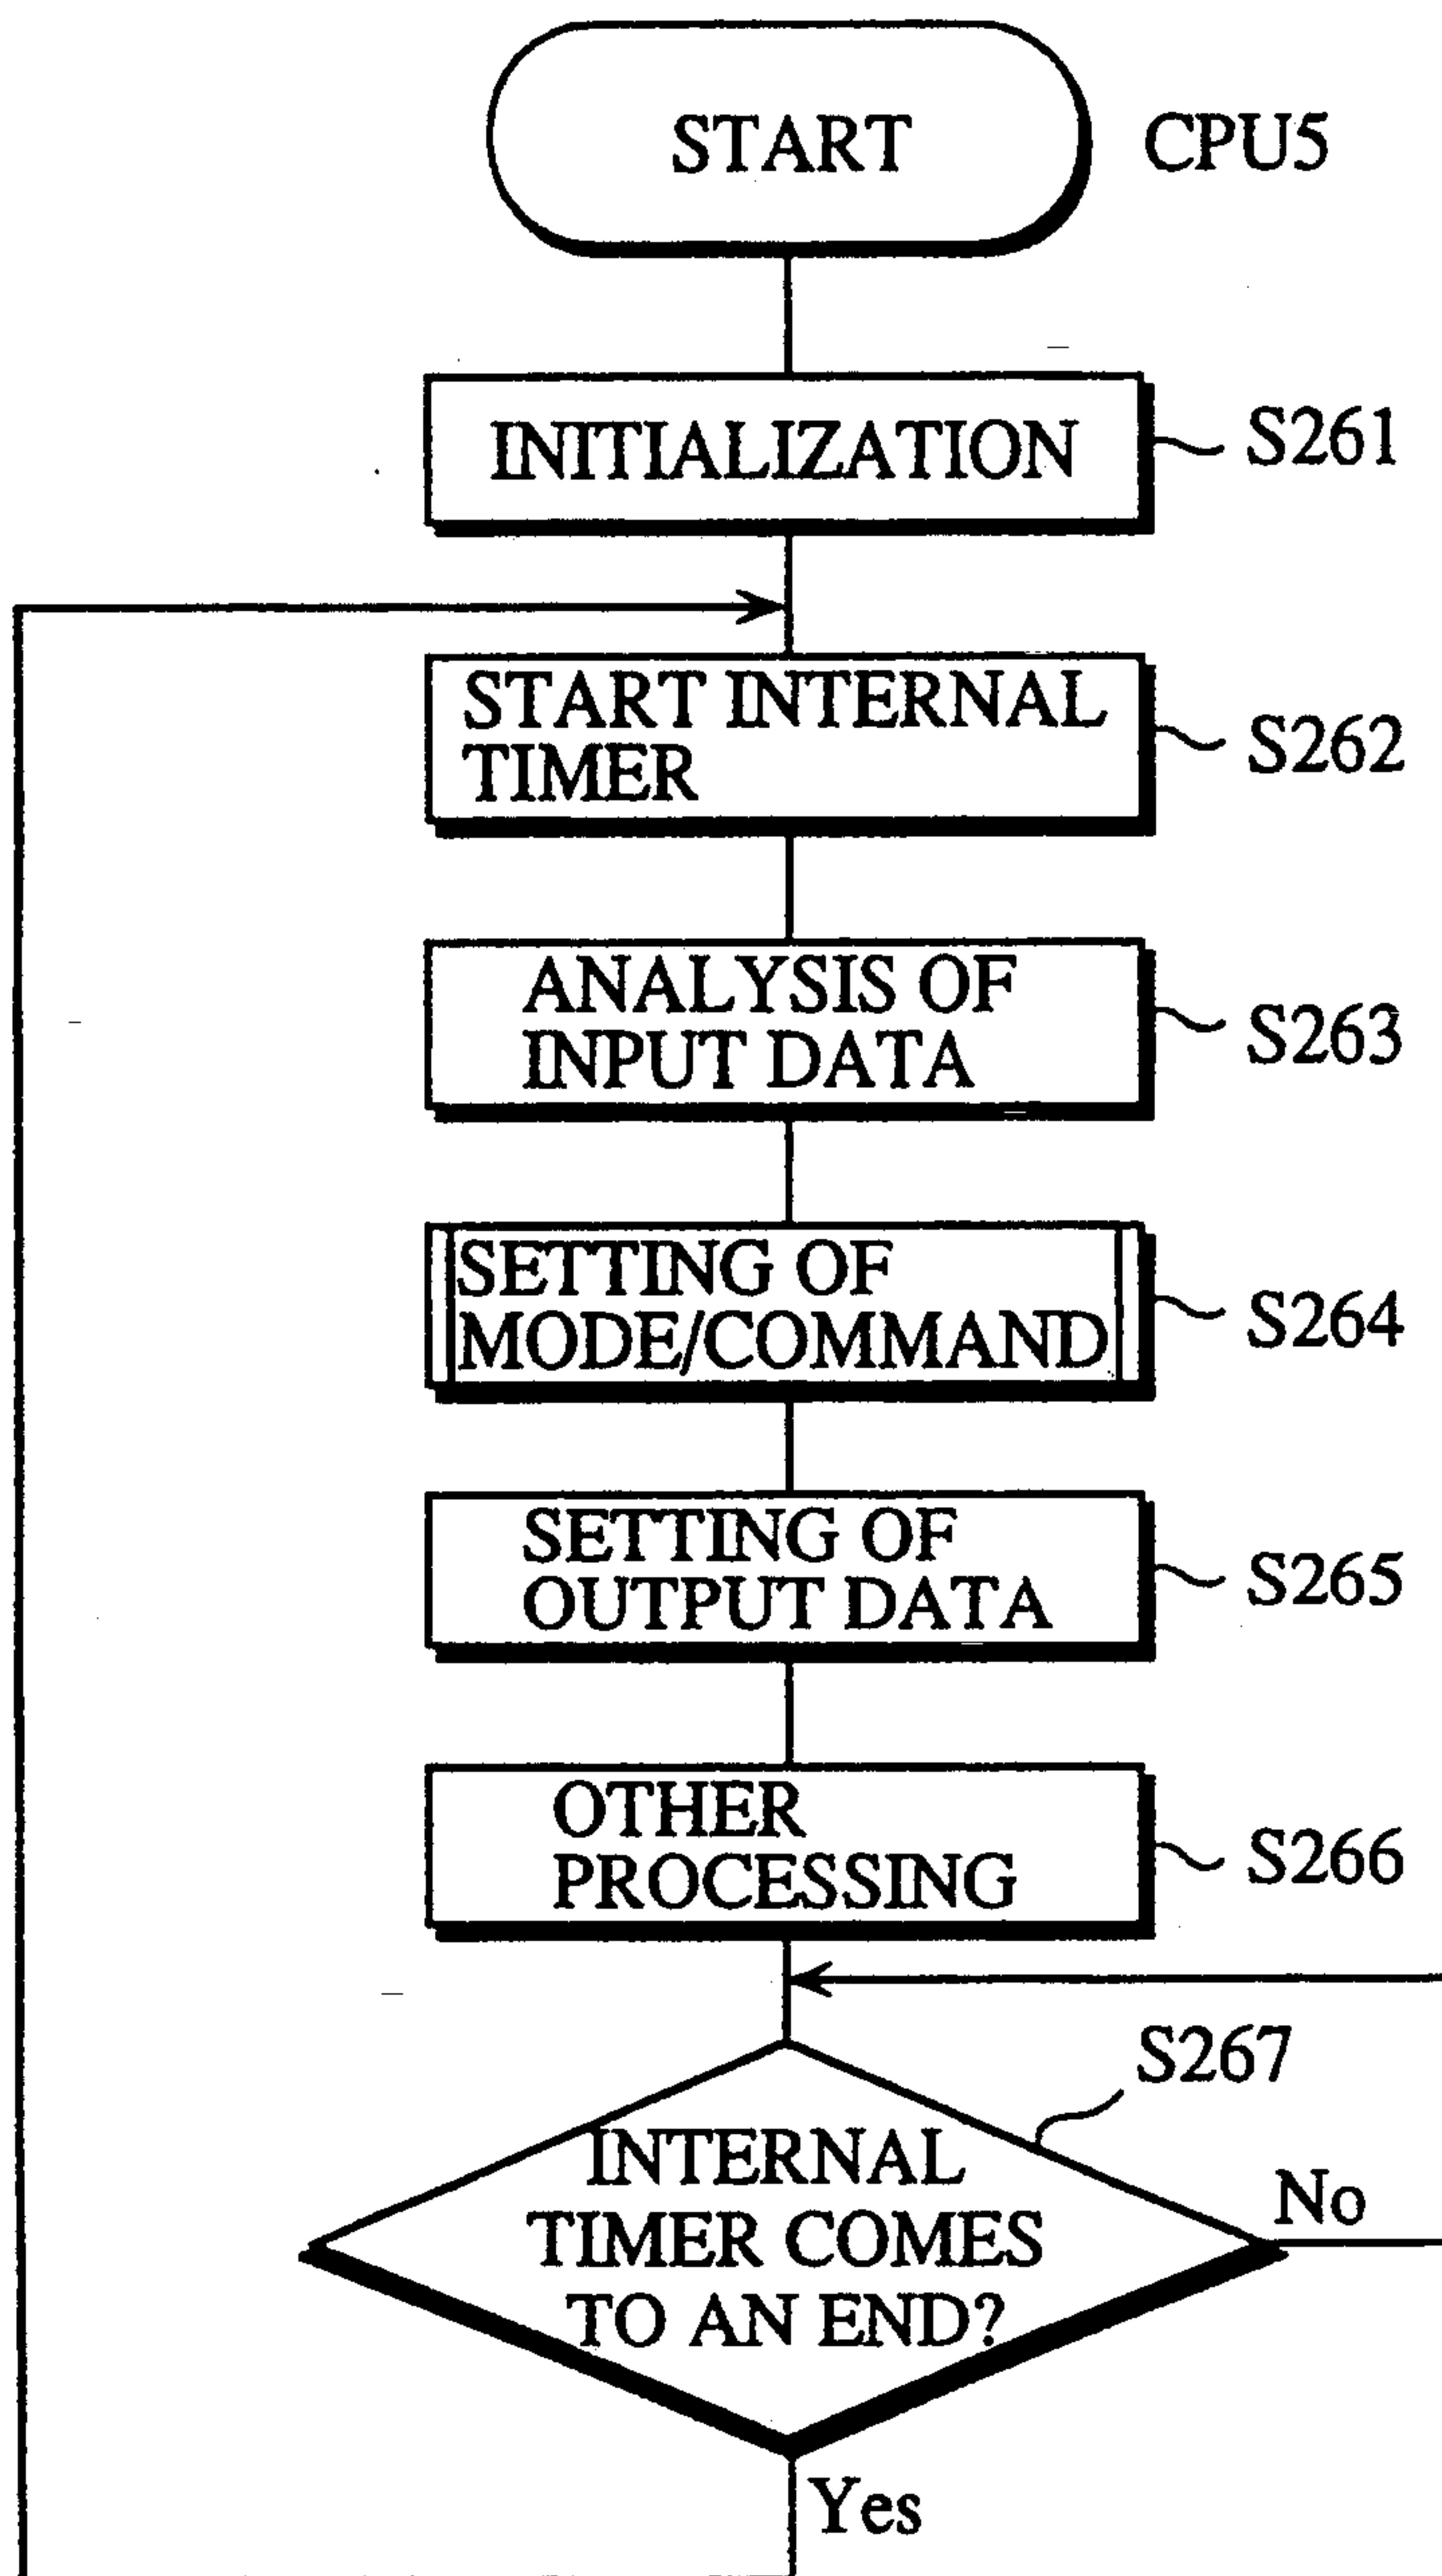 START
CPU5
INITIALIZATION
S261
START INTERNAL
TIMER
S262
ANALYSIS OF
INPUT DATA
S263
SETTING OF
MODE/COMMAND
S264
SETTING OF
OUTPUT DATA
S265
OTHER
PROCESSING
S266
S267
INTERNAL
TIMER COMES
TO AN END?
No
Yes